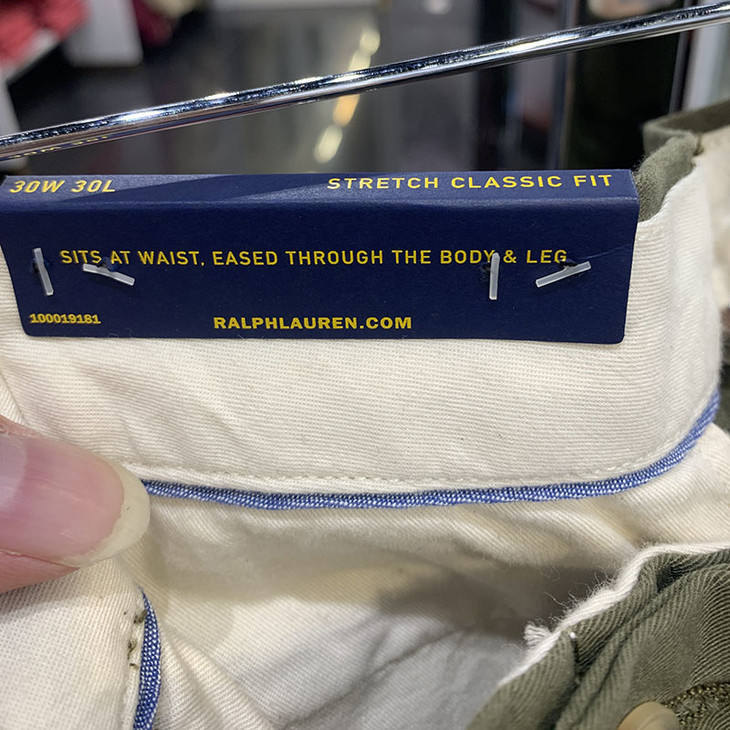 30W 30L STRETCH CLASSIC FIT
SITS AT WAIST, EASED THROUGH THE BODY & LEG
100019181
RALPHLAUREN.COM